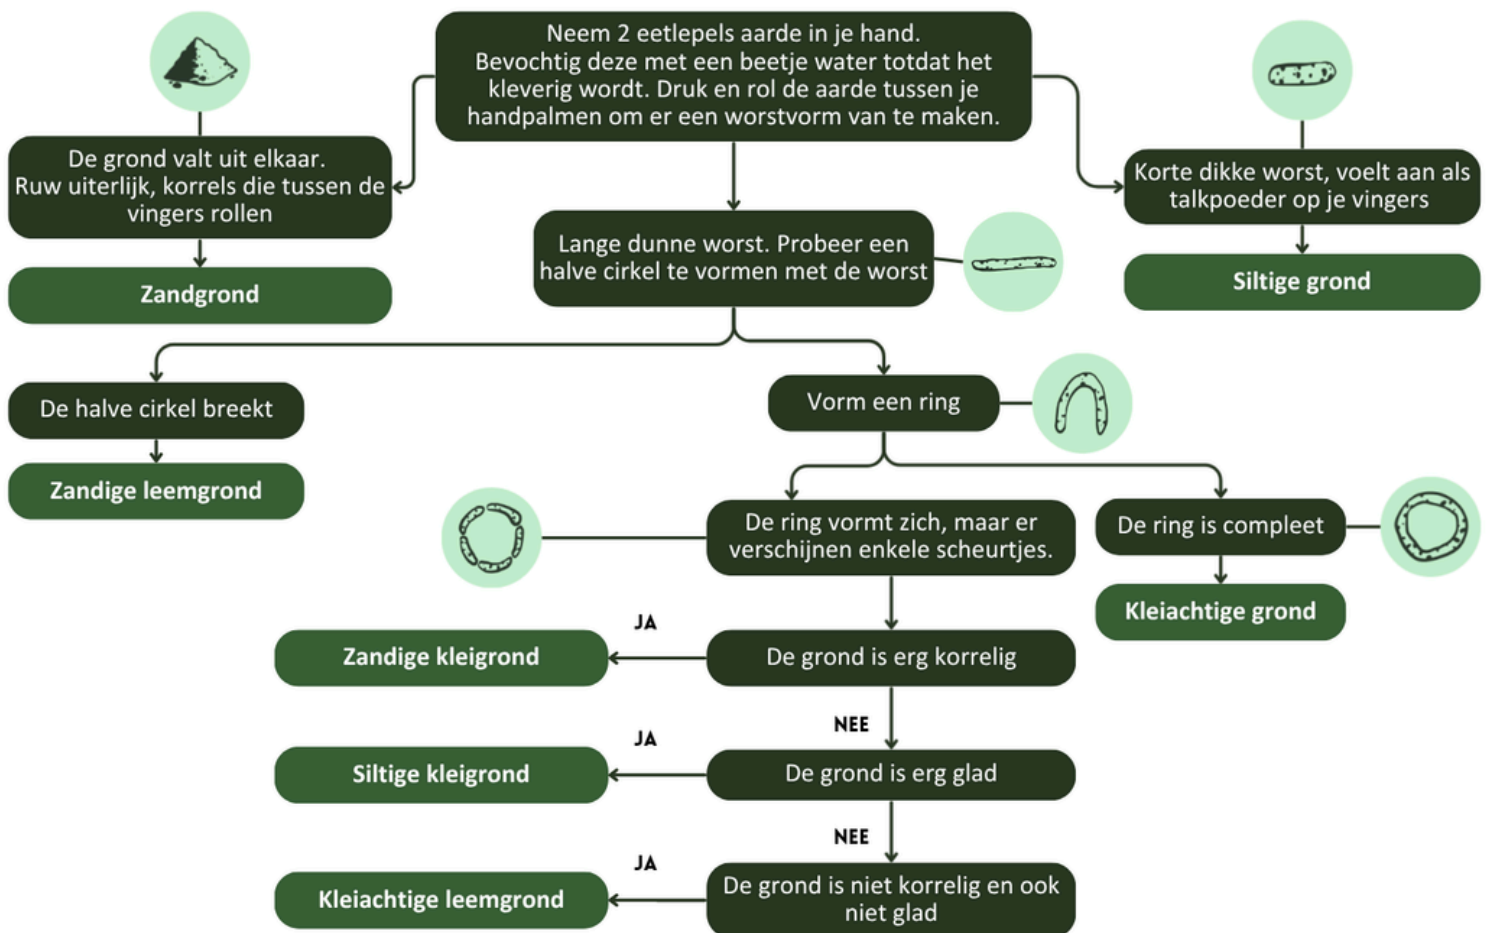 Neem 2 eetlepels aarde in je hand.
Bevochtig deze met een beetje water totdat het
kleverig wordt. Druk en rol de aarde tussen je
handpalmen om er een worstvorm van te maken.
De grond valt uit elkaar.
Ruw uiterlijk, korrels die tussen de
vingers rollen
Zandgrond
Lange dunne worst. Probeer een
halve cirkel te vormen met de worst
Korte dikke worst, voelt aan als
talkpoeder op je vingers
Siltige grond
De halve cirkel breekt
Zandige leemgrond
Vorm een ring
De ring vormt zich, maar er
verschijnen enkele scheurtjes.
De ring is compleet
Kleiachtige grond
De grond is erg korrelig
JA
Zandige kleigrond
NEE
De grond is erg glad
JA
Siltige kleigrond
NEE
De grond is niet korrelig en ook
niet glad
JA
Kleiachtige leemgrond